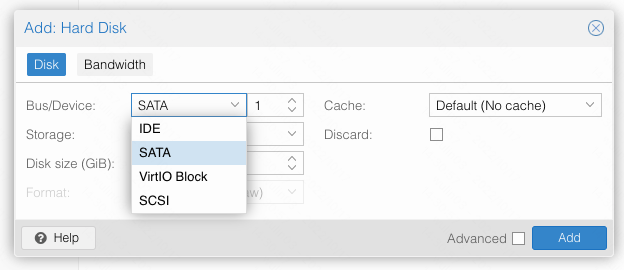 Add: Hard Disk
Disk Bandwidth
Bus/Device: SATA 1 Cache: Default (No cache)
IDE
Storage: Discard:
SATA
Disk size (GiB):
VirtIO Block
Format:
SCSI
Help Advanced Add